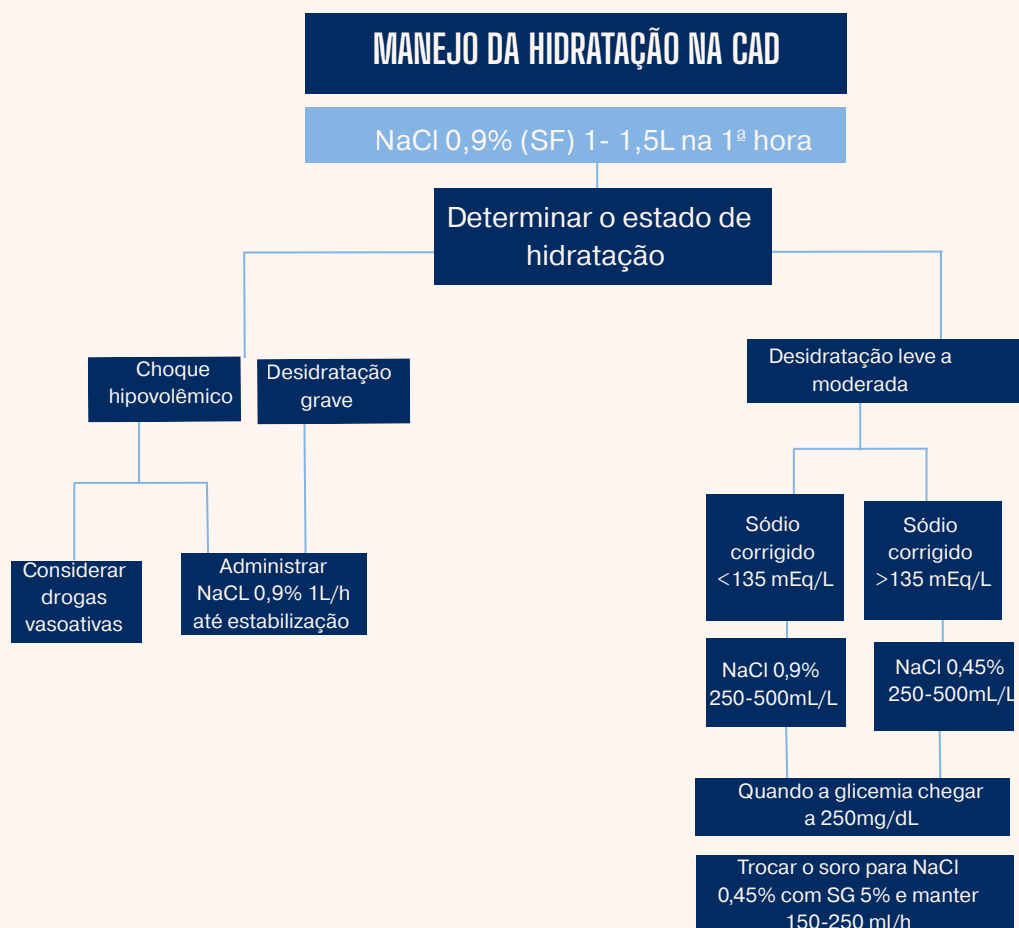 MANEJO DA HIDRATAÇÃO NA CAD
NaCl 0,9% (SF) 1- 1,5L na 1ª hora
Determinar o estado de
hidratação
Choque
hipovolêmico
Desidratação
grave
Desidratação leve a
moderada
Considerar
drogas
vasoativas
Administrar
NaCL 0,9% 1L/h
até estabilização
Sódio
corrigido
<135 mEq/L
Sódio
corrigido
>135 mEq/L
NaCl 0,9%
250-500mL/L
NaCl 0,45%
250-500mL/L
Quando a glicemia chegar
a 250mg/dL
Trocar o soro para NaCl
0,45% com SG 5% e manter
150-250 ml/h